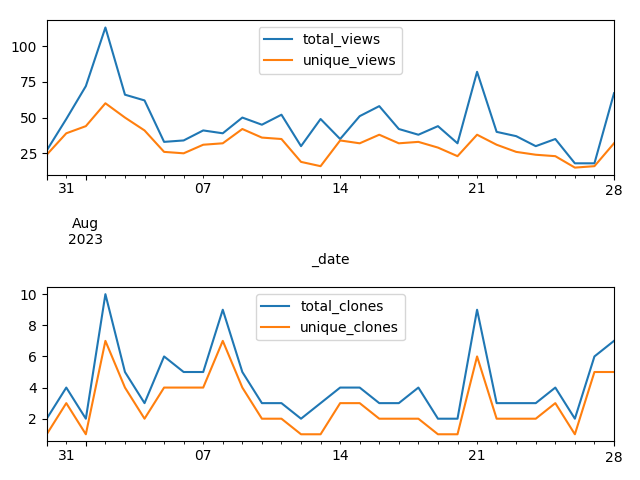 total_views
unique_views
100
75
50
25
31 07 14 21 28
Aug
2023
_date
total_clones
unique_clones
10
8
6
4
2
31 07 14 21 28